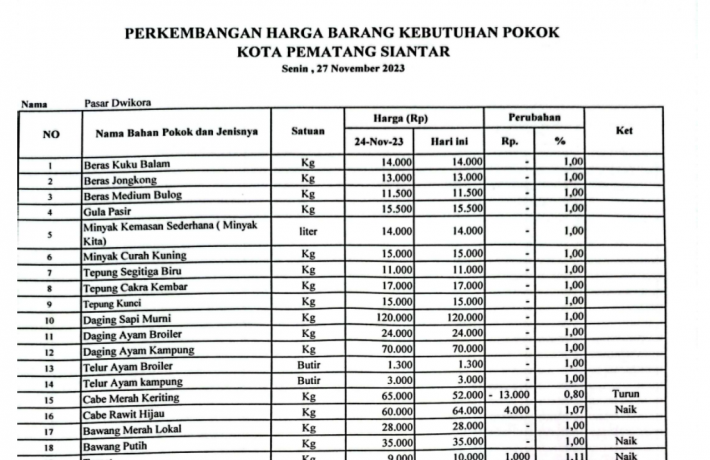 PERKEMBANGAN HARGA BARANG KEBUTUHAN POKOK
KOTA PEMATANG SIANTAR
Senin , 27 November 2023
Nama Pasar Dwikora
NO Nama Bahan Pokok dan Jenisnya Satuan Harga (Rp) Perubahan Ket
24-Nov-23 Hari ini Rp. %
1 Beras Kuku Balam Kg 14.000 14.000 - 1,00
2 Beras Jongkong Kg 13.000 13.000 - 1,00
3 Beras Medium Bulog Kg 11.500 11.500 - 1,00
4 Gula Pasir Kg 15.500 15.500 - 1,00
5 Minyak Kemasan Sederhana ( Minyak Kita) liter 14.000 14.000 - 1,00
6 Minyak Curah Kuning Kg 15.000 15.000 - 1,00
7 Tepung Segitiga Biru Kg 11.000 11.000 - 1,00
8 Tepung Cakra Kembar Kg 17.000 17.000 - 1,00
9 Tepung Kunci Kg 15.000 15.000 - 1,00
10 Daging Sapi Murni Kg 120.000 120.000 - 1,00
11 Daging Ayam Broiler Kg 24.000 24.000 - 1,00
12 Daging Ayam Kampung Kg 70.000 70.000 - 1,00
13 Telur Ayam Broiler Butir 1.300 1.300 - 1,00
14 Telur Ayam kampung Butir 3.000 3.000 - 1,00
15 Cabe Merah Keriting Kg 65.000 52.000 - 13.000 0,80 Turun
16 Cabe Rawit Hijau Kg 60.000 64.000 4.000 1,07 Naik
17 Bawang Merah Lokal Kg 28.000 28.000 - 1,00
18 Bawang Putih Kg 35.000 35.000 - 1,00 Naik
Kg 9.000 10.000 1.000 1,11 Naik